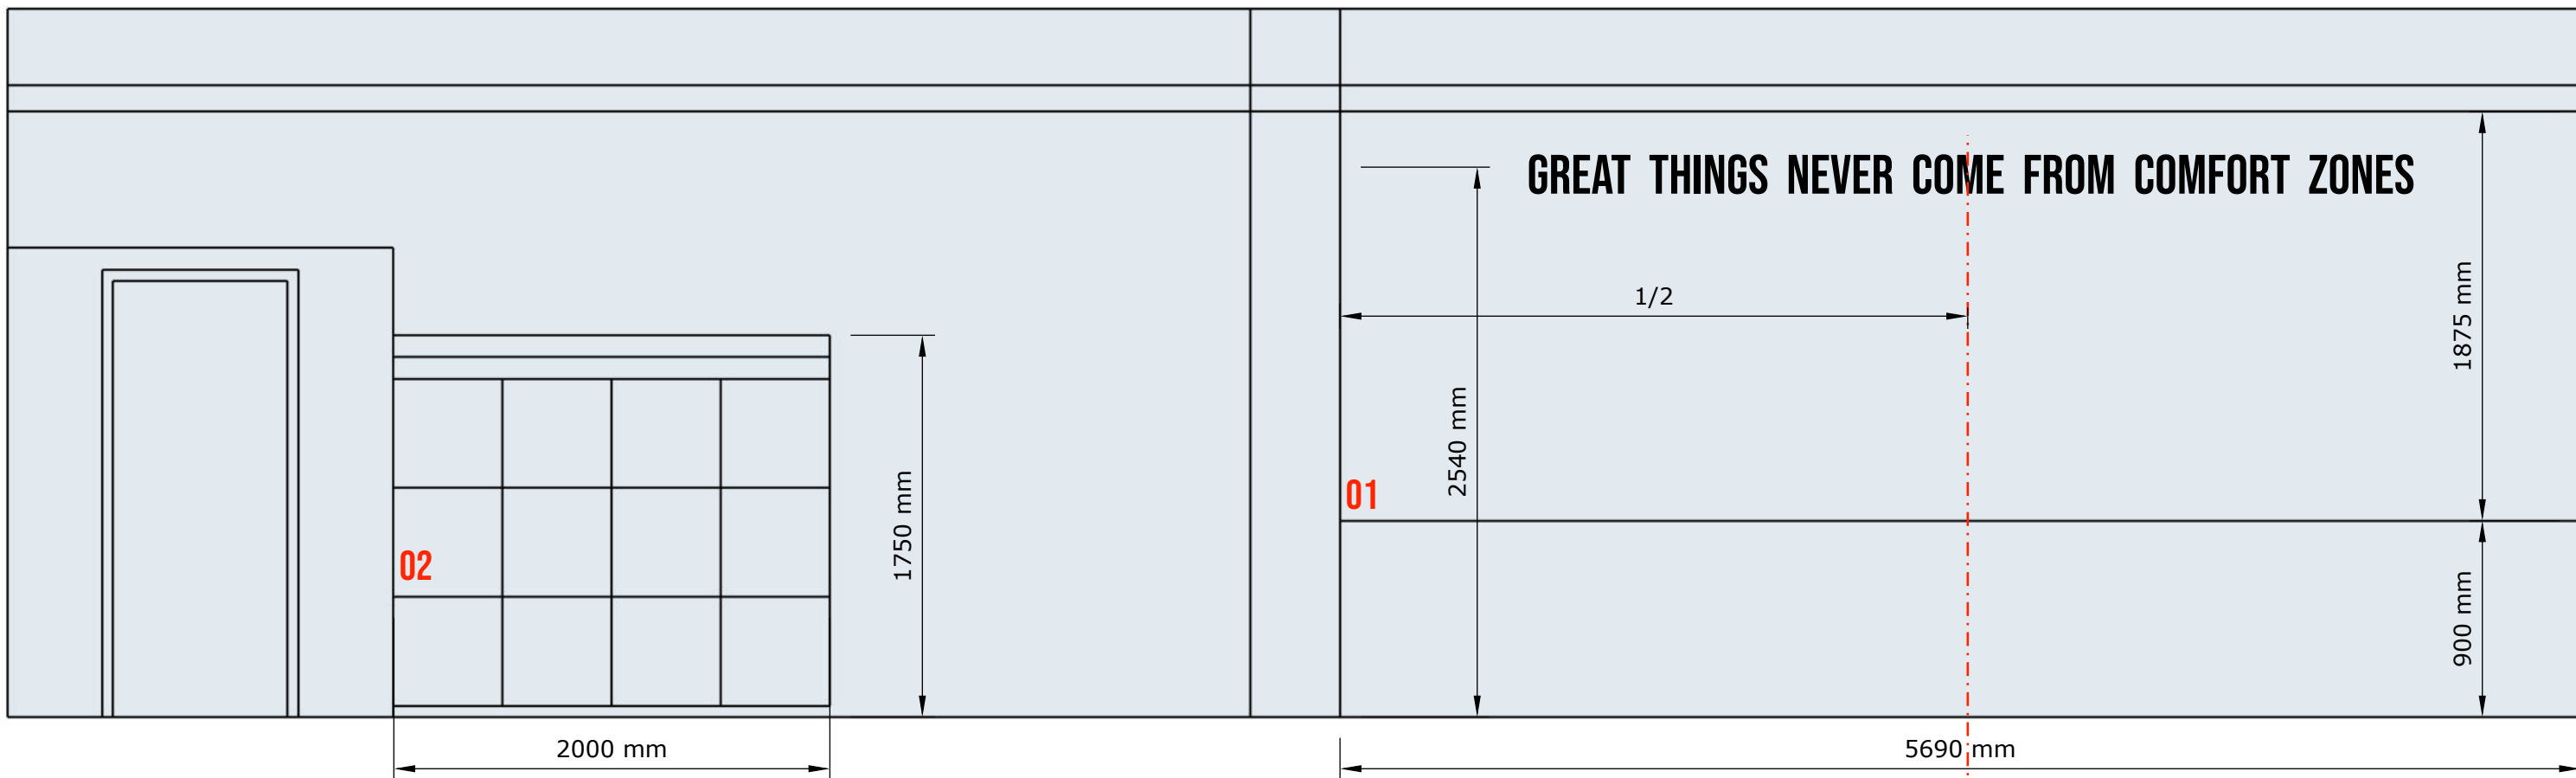 GREAT THINGS NEVER COME FROM COMFORT ZONES
1/2
1875 mm
2540 mm
1750 mm
01
02
900 mm
2000 mm
5690 mm